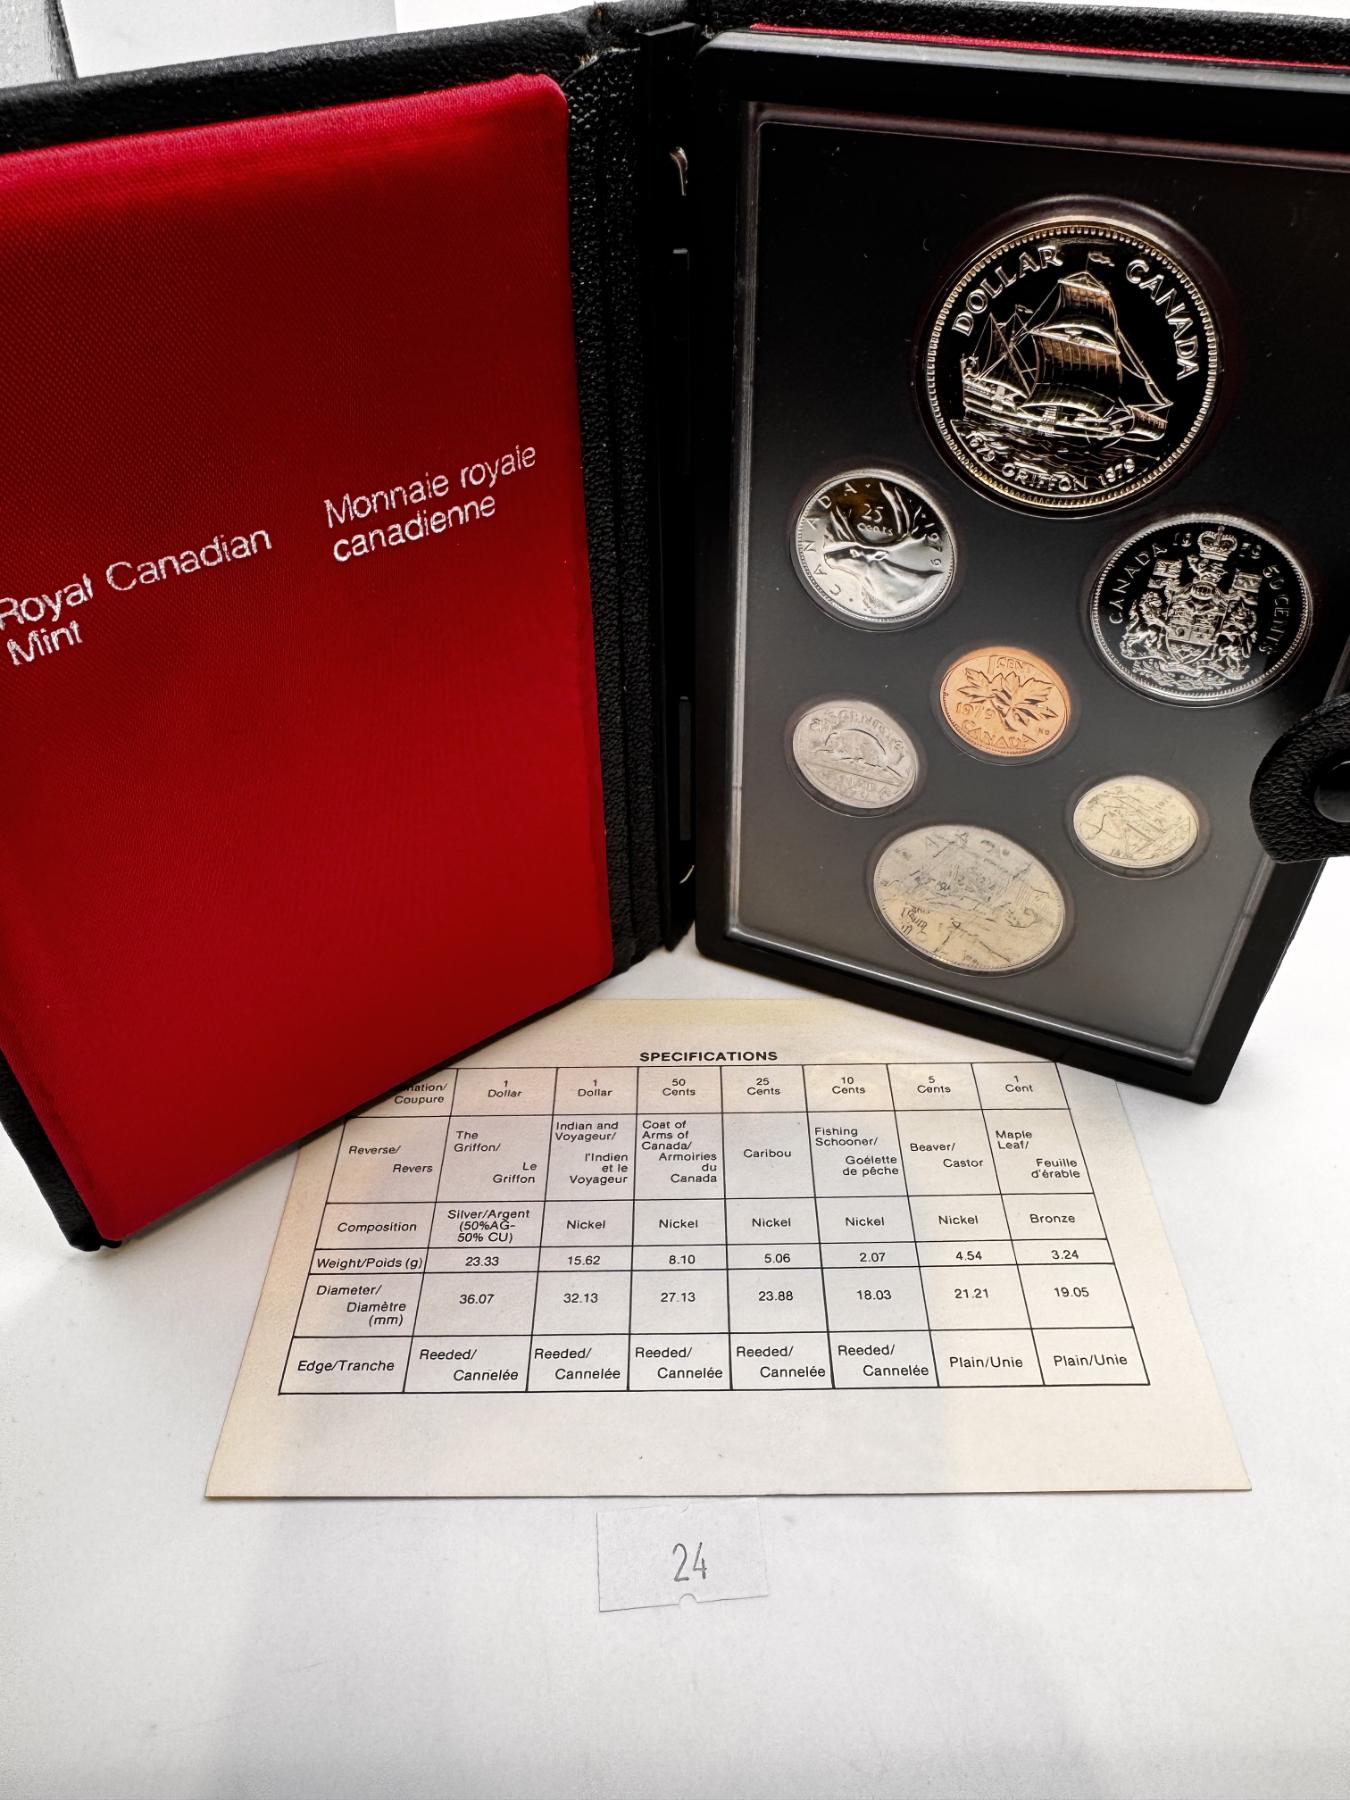 Royal Canadian
Mint
Monnaie royale
canadienne
DOLLAR CANADA
1679 GRIFFON 1979
CANADA 25 cents 1979
CANADA 1979 50 CENTS
1 CENT
1979
CANADA
5 CENTS
CANADA
SPECIFICATIONS
Coupure
1 Dollar
1 Dollar
50 Cents
25 Cents
10 Cents
5 Cents
1 Cent
Reverse/
Revers
The
Griffon/
Le
Griffon
Indian and
Voyageur/
l'Indien
et le
Voyageur
Coat of
Arms of
Canada/
Armoiries
du
Canada
Caribou
Fishing
Schooner/
Goélette
de pêche
Beaver/
Castor
Maple
Leaf/
Feuille
d'érable
Composition
Silver/Argent
(50%AG-
50% CU)
Nickel
Nickel
Nickel
Nickel
Nickel
Bronze
Weight/Poids (g) 23.33 15.62 8.10 5.06 2.07 4.54 3.24
Diameter/
Diamètre
(mm)
36.07 32.13 27.13 23.88 18.03 21.21 19.05
Edge/Tranche
Reeded/
Cannelée
Reeded/
Cannelée
Reeded/
Cannelée
Reeded/
Cannelée
Reeded/
Cannelée
Plain/Unie
Plain/Unie
24